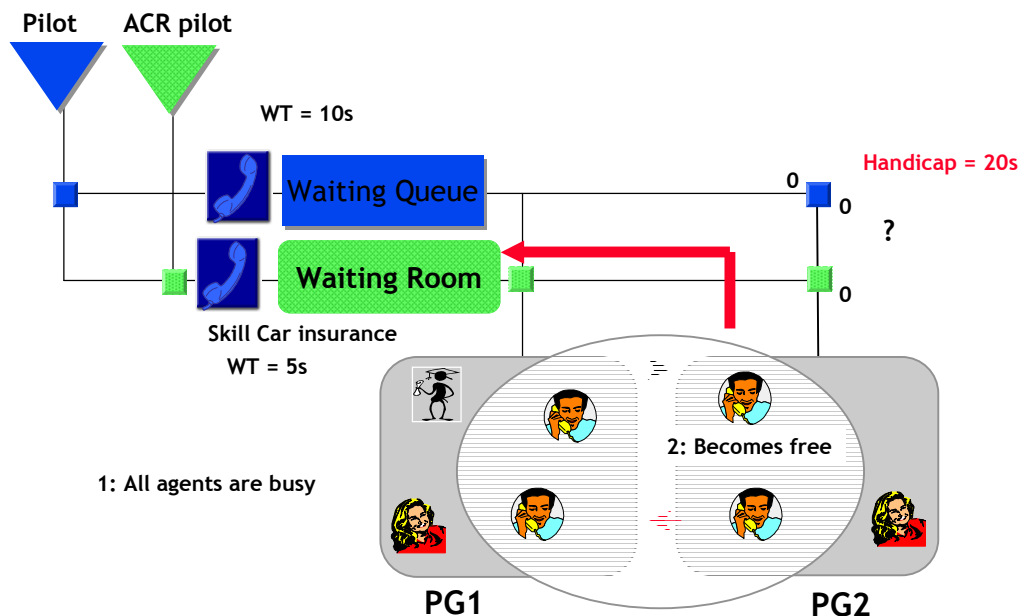 Pilot
ACR pilot
WT = 10s
Handicap = 20s
Waiting Queue
0
0
?
Waiting Room
0
Skill Car insurance
WT = 5s
2: Becomes free
1: All agents are busy
PG1
PG2